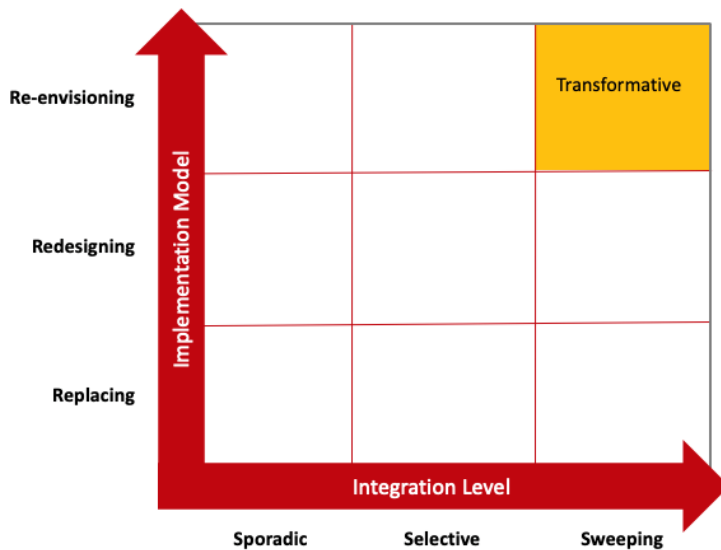 Re-envisioning
Transformative
Redesigning
Implementation Model
Replacing
Integration Level
Sporadic
Selective
Sweeping